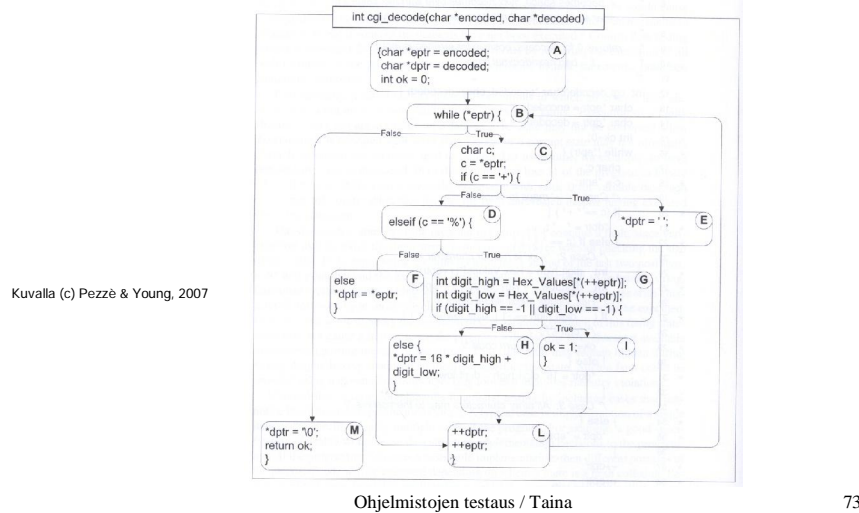 int cgi_decode(char *encoded, char *decoded)
{char *eptr = encoded;
char *dptr = decoded;
int ok = 0;
A
while (*eptr) {
B
False
True
char c;
c = *eptr;
if (c == '+') {
C
False
True
elseif (c == '%') {
D
*dptr = ' ';
}
E
False
True
else
*dptr = *eptr;
}
F
int digit_high = Hex_Values[*(++eptr)];
int digit_low = Hex_Values[*(++eptr)];
if (digit_high == -1 || digit_low == -1) {
G
False
True
else {
*dptr = 16 * digit_high +
digit_low;
}
H
ok = 1;
}
I
*dptr = '\0';
return ok;
}
M
++dptr;
++eptr;
}
L
Kuvalla (c) Pezzè & Young, 2007
Ohjelmistojen testaus / Taina
73